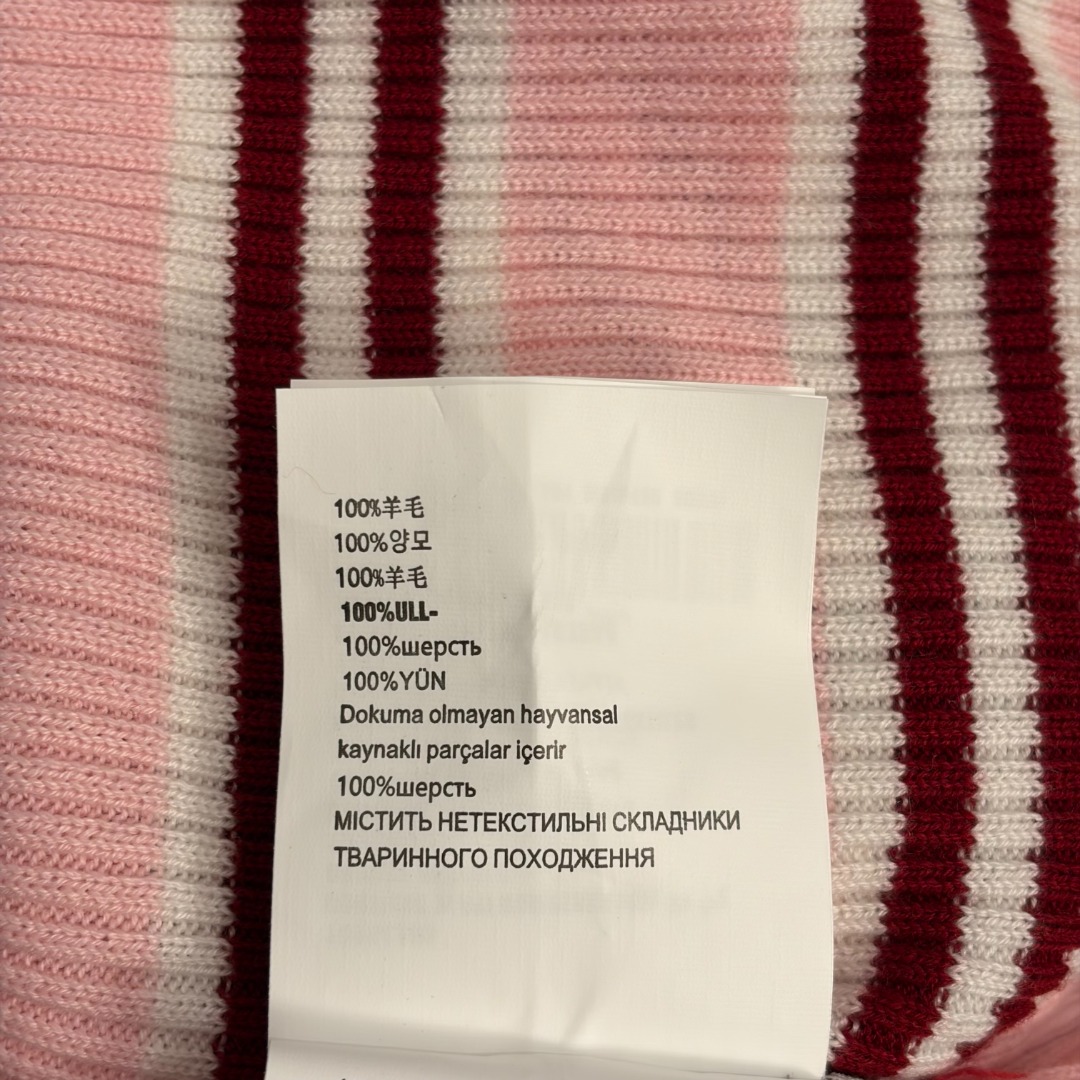 100%羊毛
100%양모
100%羊毛
100%ULL-
100%шерсть
100%YÜN
Dokuma olmayan hayvansal
kaynaklı parçalar içerir
100%шерсть
МІСТИТЬ НЕТЕКСТИЛЬНІ СКЛАДНИКИ
ТВАРИННОГО ПОХОДЖЕННЯ